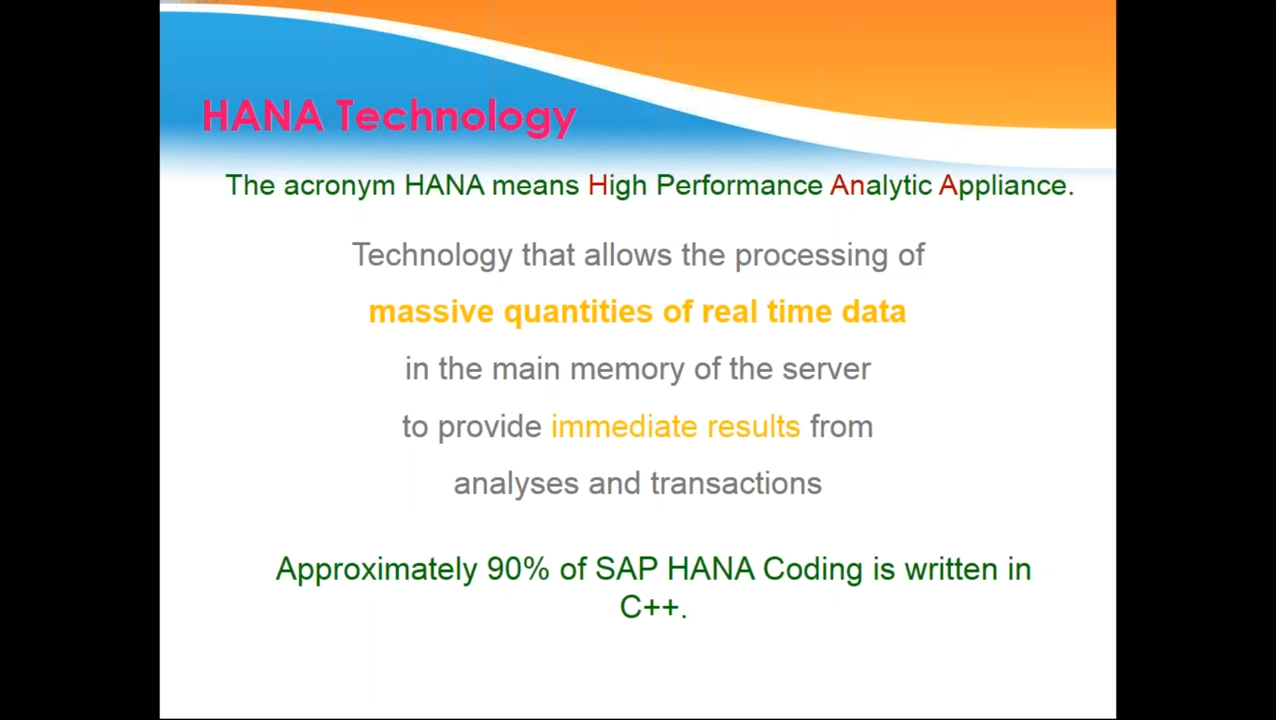 HANA Technology
The acronym HANA means High Performance Analytic Appliance.
Technology that allows the processing of
massive quantities of real time data
in the main memory of the server
to provide immediate results from
analyses and transactions
Approximately 90% of SAP HANA Coding is written in
C++.